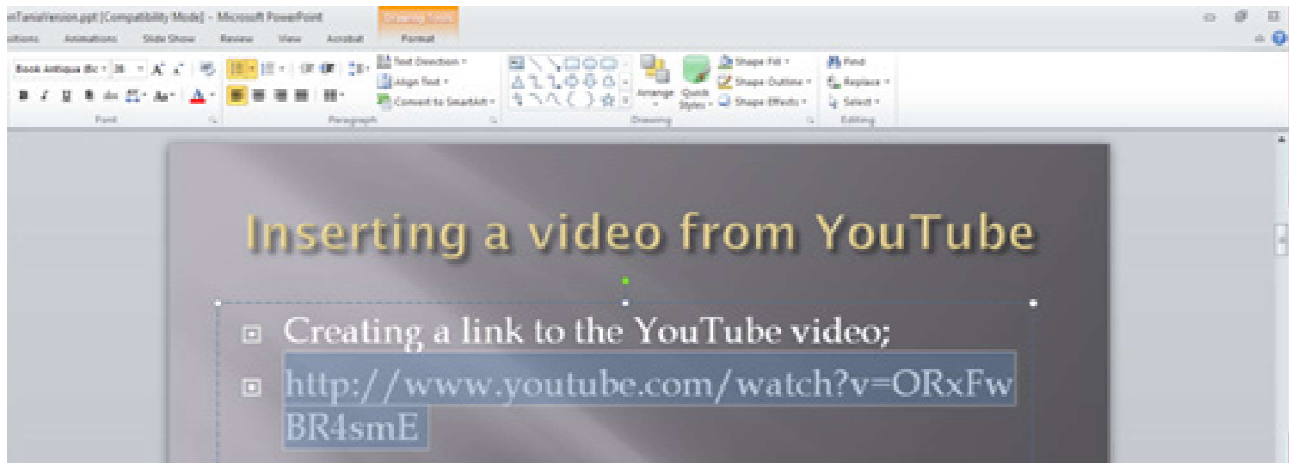 [Compatibility Mode] - Microsoft PowerPoint Drawing Tools
Animations Slide Show Review View Acrobat Format
Text Direction Shape Fill Find
Align Text Shape Outline Replace
Convert to SmartArt Arrange Quick Styles Shape Effects Select
Font Paragraph Drawing Editing
Inserting a video from YouTube
Creating a link to the YouTube video;
http://www.youtube.com/watch?v=ORxFw
BR4smE